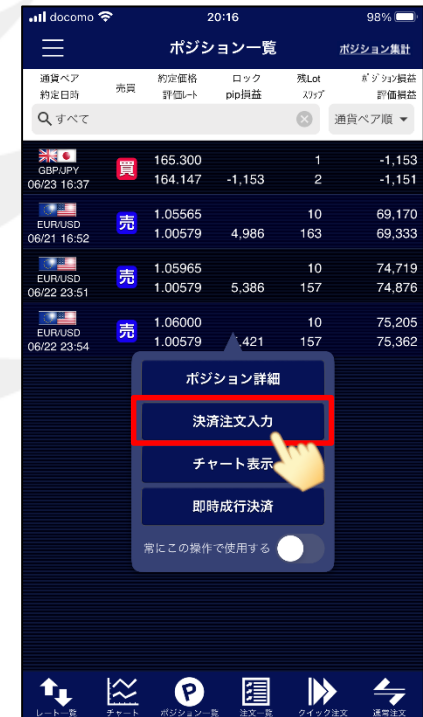 docomo 20:16 98%
ポジション一覧 ポジション集計
通貨ペア 売買 約定価格 ロック 残Lot ポジション損益
約定日時 評価レート pip損益 スワップ 評価損益
すべて 通貨ペア順
GBP/JPY 買 165.300 1 -1,153
06/23 16:37 164.147 -1,153 2 -1,151
EUR/USD 売 1.05565 10 69,170
06/21 16:52 1.00579 4,986 163 69,333
EUR/USD 売 1.05965 10 74,719
06/22 23:51 1.00579 5,386 157 74,876
EUR/USD 売 1.06000 10 75,205
06/22 23:54 1.00579 ,421 157 75,362
ポジション詳細
決済注文入力
チャート表示
即時成行決済
常にこの操作で使用する
P
レート一覧 チャート ポジション一覧 注文一覧 クイック注文 通常注文